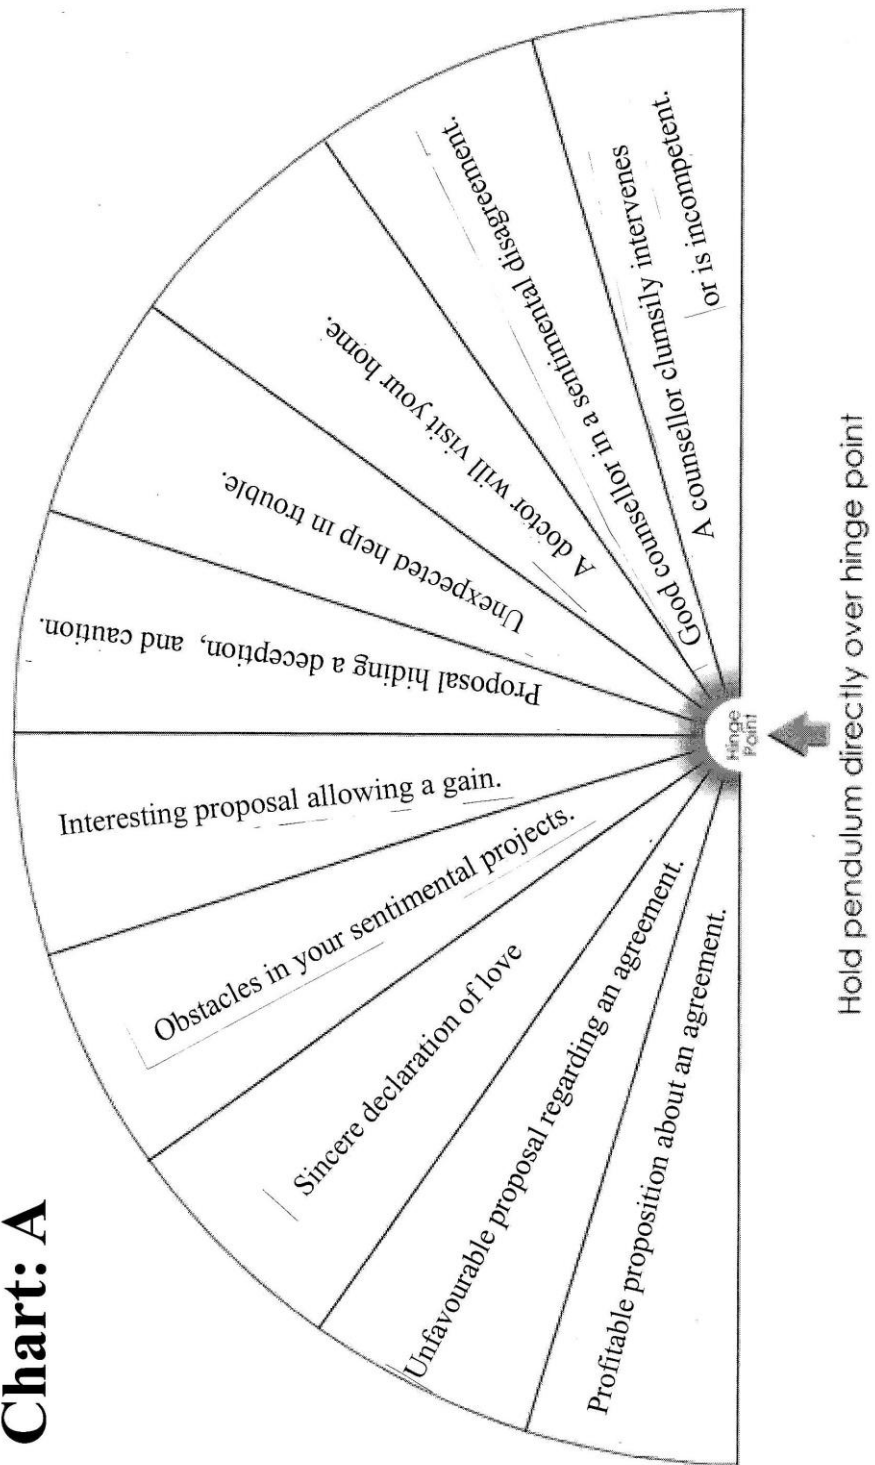 Chart: A
Profitable proposition about an agreement.
Unfavourable proposal regarding an agreement.
Sincere declaration of love
Obstacles in your sentimental projects.
Interesting proposal allowing a gain.
Proposal hiding a deception, and caution.
Unexpected help in trouble.
A doctor will visit your home.
Good counsellor in a sentimental disagreement.
A counsellor clumsily intervenes
or is incompetent.
Hinge
Point
Hold pendulum directly over hinge point